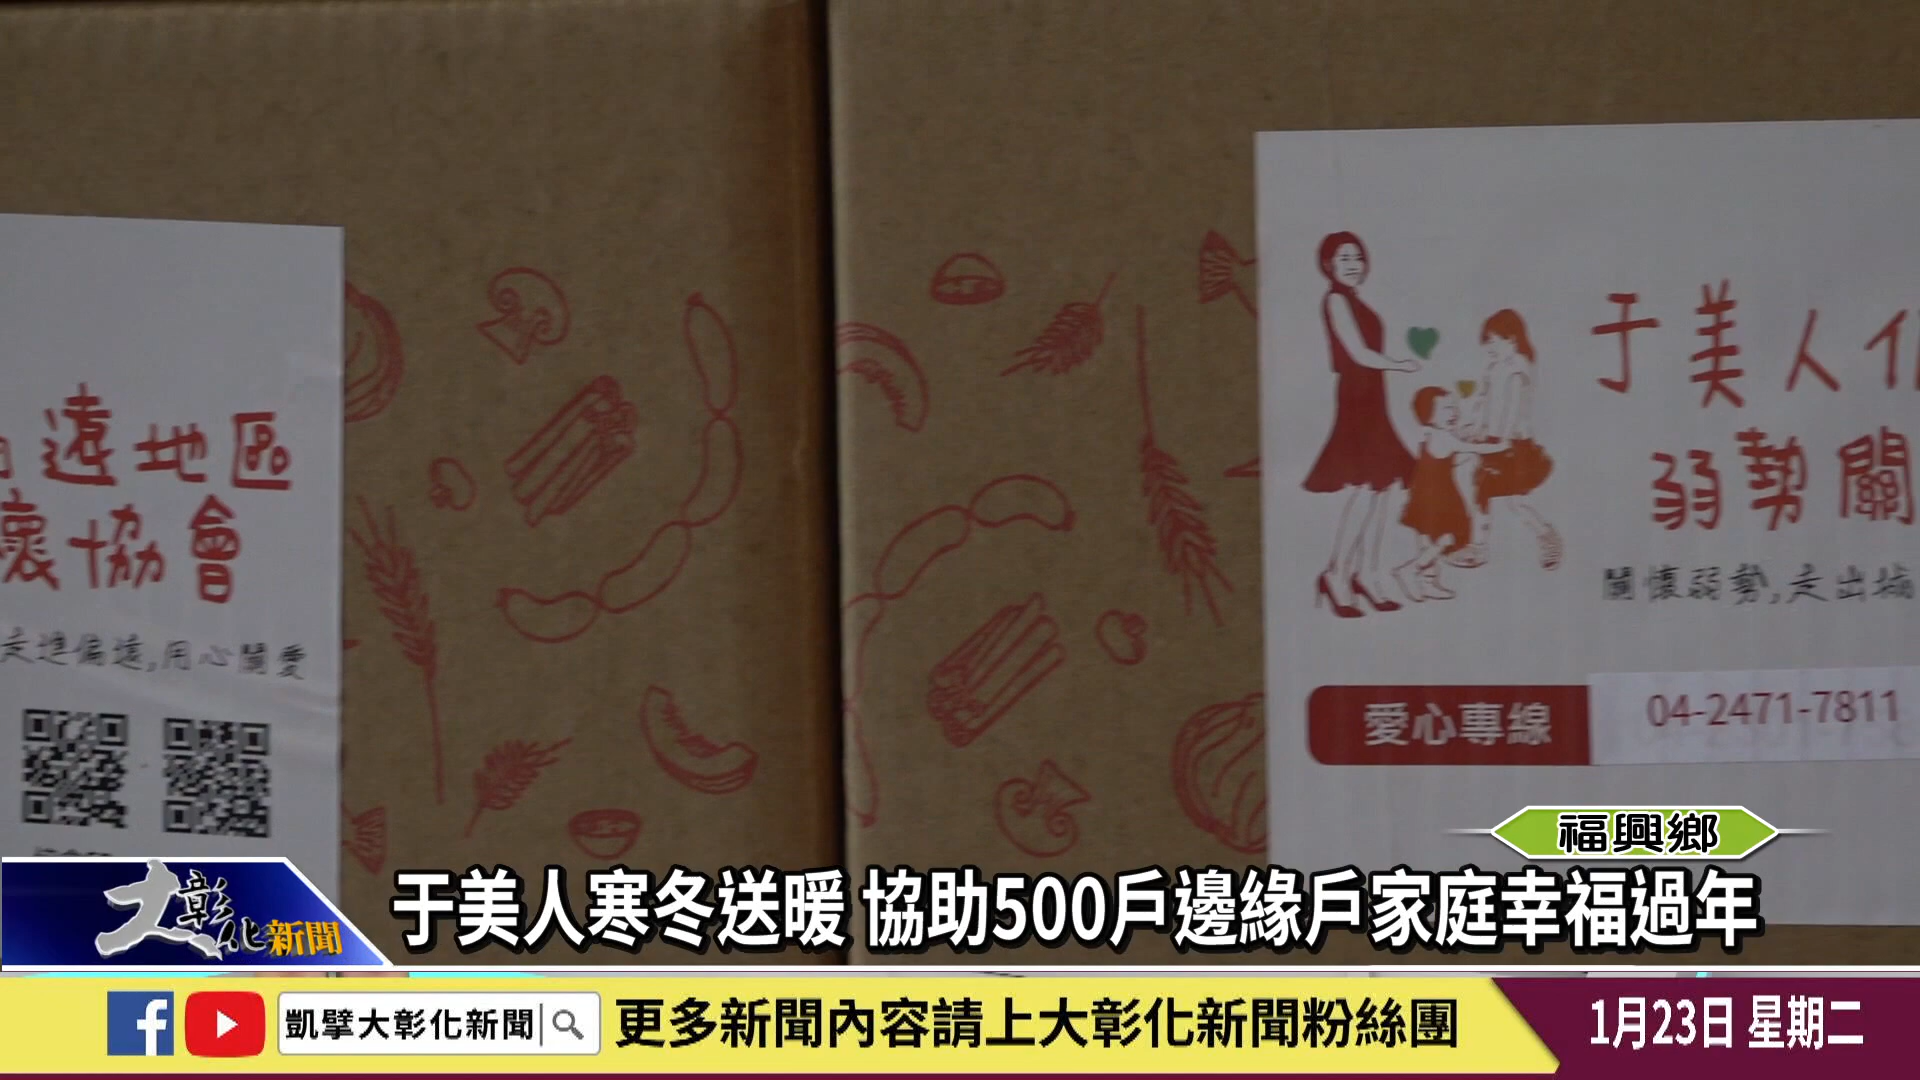 遠地區
懷協會
走進偏遠,用心關愛
于美人
弱勢關
關懷弱勢,走出城
愛心專線
04-2471-7811
福興鄉
大彰化新聞
于美人寒冬送暖 協助500戶邊緣戶家庭幸福過年
凱擘大彰化新聞
更多新聞內容請上大彰化新聞粉絲團
1月23日 星期二